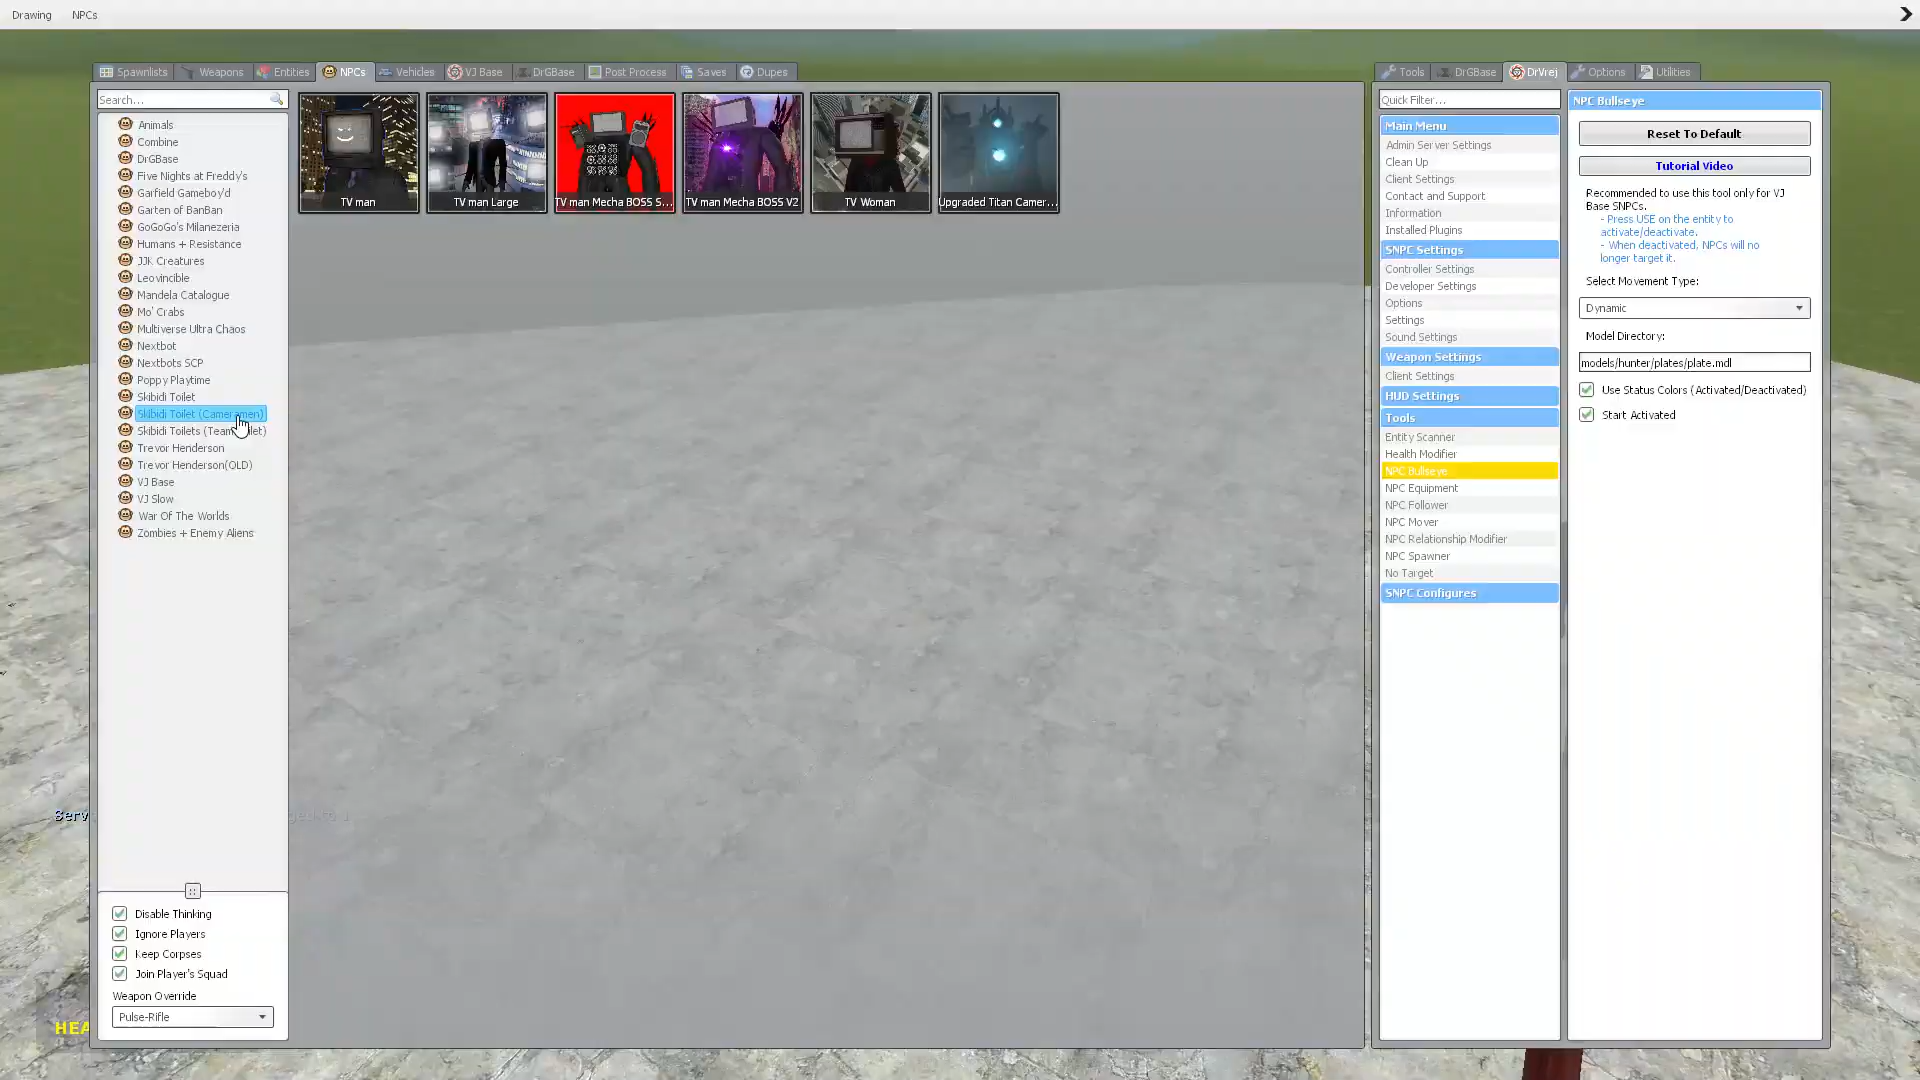 Drawing NPCs
Spawnlists Weapons Entities NPCs Vehicles VJ Base DrGBase Post Process Saves Dupes
Tools DrGBase DrVrej Options Utilities
Search...
Animals
Combine
DrGBase
Five Nights at Freddy's
Garfield Gameboy'd
Garten of BanBan
GoGoGo's Milanezeria
Humans + Resistance
JJK Creatures
Leovincible
Mandela Catalogue
Mo' Crabs
Multiverse Ultra Chaos
Nextbot
Nextbots SCP
Poppy Playtime
Skibidi Toilet
Skibidi Toilet (Cameramen)
Skibidi Toilets (Team
Trevor Henderson
Trevor Henderson(OLD)
VJ Base
VJ Slow
War Of The Worlds
Zombies + Enemy Aliens
Disable Thinking
Ignore Players
Keep Corpses
Join Player's Squad
Weapon Override
Pulse-Rifle
TV man
TV man Large
TV man Mecha BOSS S...
TV man Mecha BOSS V2
TV Woman
Upgraded Titan Camer...
Serv
HEA
Quick Filter...
Main Menu
Admin Server Settings
Clean Up
Client Settings
Contact and Support
Information
Installed Plugins
SNPC Settings
Controller Settings
Developer Settings
Options
Settings
Sound Settings
Weapon Settings
Client Settings
HUD Settings
Tools
Entity Scanner
Health Modifier
NPC Bullseye
NPC Equipment
NPC Follower
NPC Mover
NPC Relationship Modifier
NPC Spawner
No Target
SNPC Configures
NPC Bullseye
Reset To Default
Tutorial Video
Recommended to use this tool only for VJ
Base SNPCs.
- Press USE on the entity to
activate/deactivate.
- When deactivated, NPCs will no
longer target it.
Select Movement Type:
Dynamic
Model Directory:
models/hunter/plates/plate.mdl
Use Status Colors (Activated/Deactivated)
Start Activated